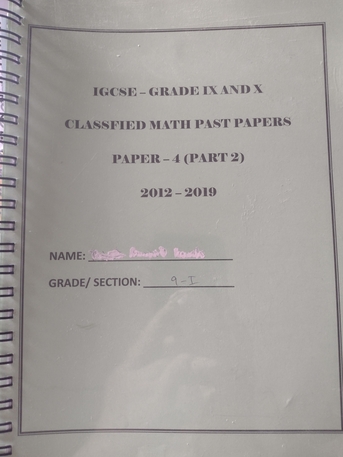 IGCSE – GRADE IX AND X
CLASSFIED MATH PAST PAPERS
PAPER – 4 (PART 2)
2012 – 2019
NAME:
GRADE/ SECTION: 9-I